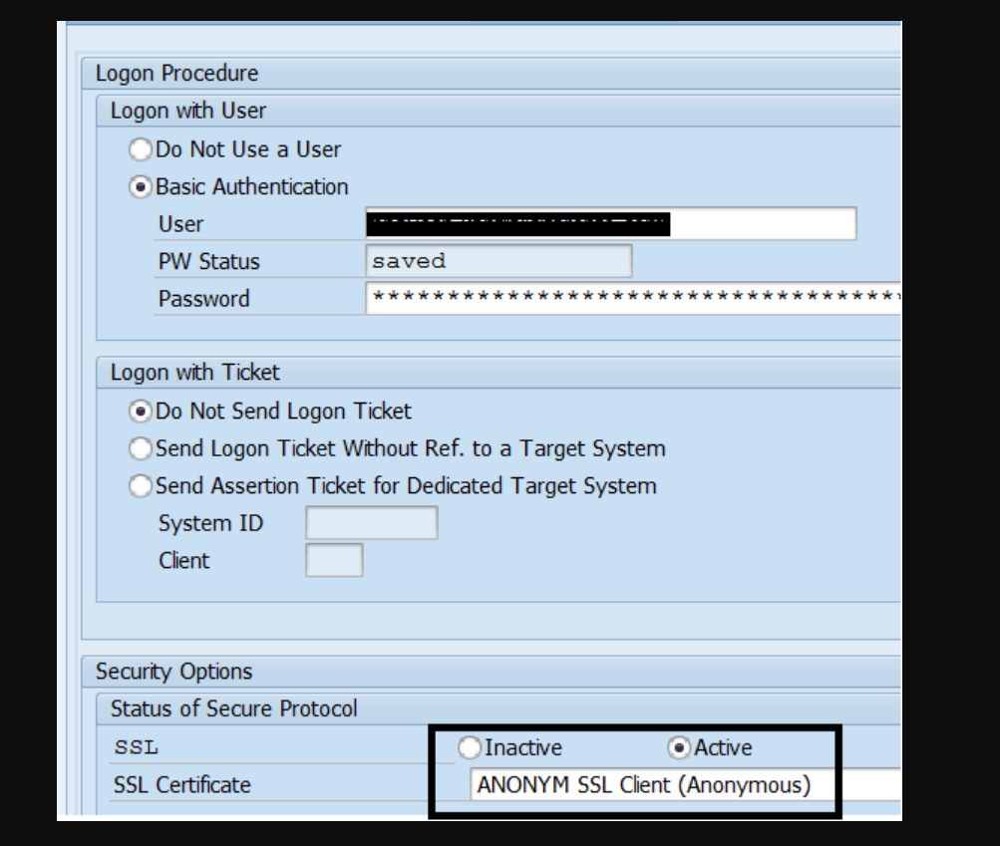 Logon Procedure
Logon with User
Do Not Use a User
Basic Authentication
User
PW Status saved
Password *************************************
Logon with Ticket
Do Not Send Logon Ticket
Send Logon Ticket Without Ref. to a Target System
Send Assertion Ticket for Dedicated Target System
System ID
Client
Security Options
Status of Secure Protocol
SSL Inactive Active
SSL Certificate ANONYM SSL Client (Anonymous)